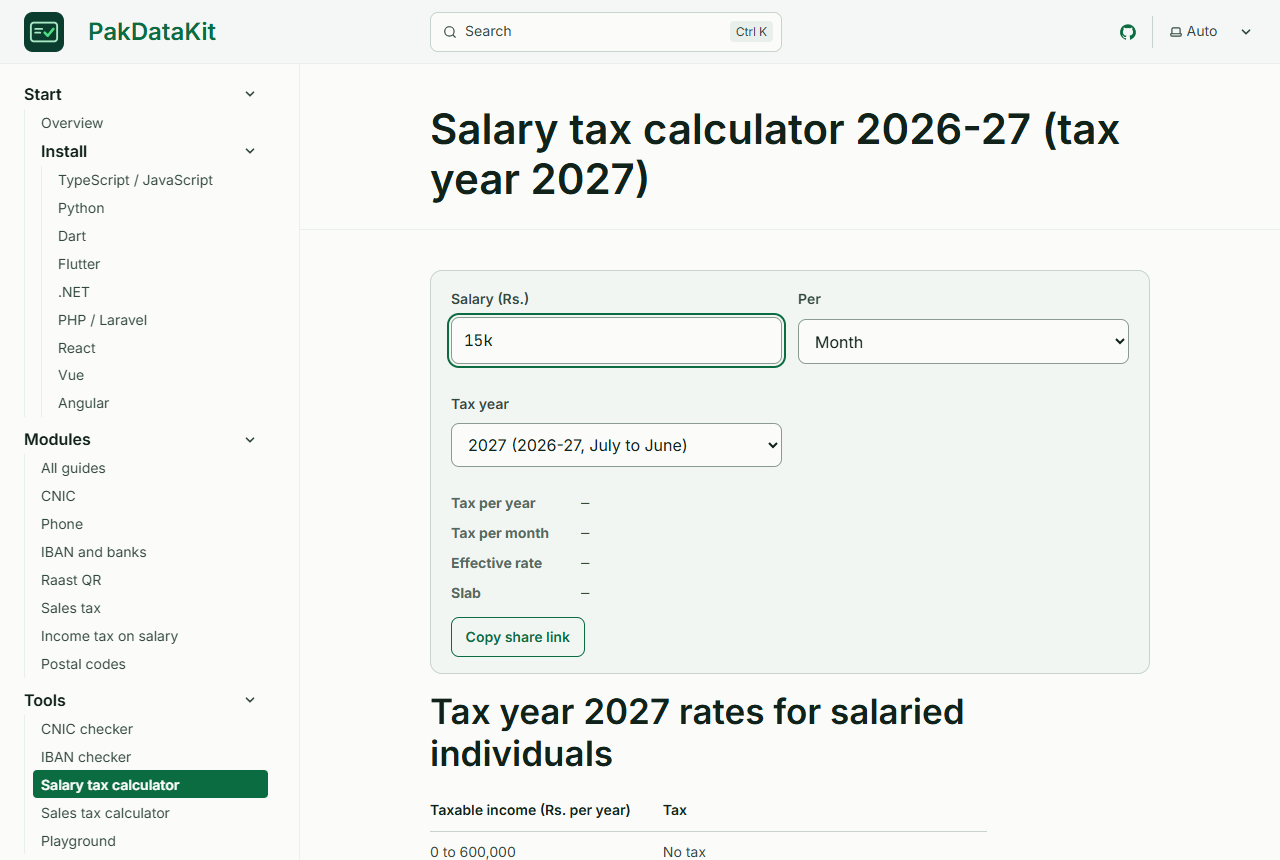 PakDataKit
Search
Ctrl K
Auto
Start
Overview
Install
TypeScript / JavaScript
Python
Dart
Flutter
.NET
PHP / Laravel
React
Vue
Angular
Modules
All guides
CNIC
Phone
IBAN and banks
Raast QR
Sales tax
Income tax on salary
Postal codes
Tools
CNIC checker
IBAN checker
Salary tax calculator
Sales tax calculator
Playground
Salary tax calculator 2026-27 (tax
year 2027)
Salary (Rs.)
Per
15k
Month
Tax year
2027 (2026-27, July to June)
Tax per year –
Tax per month –
Effective rate –
Slab –
Copy share link
Tax year 2027 rates for salaried
individuals
Taxable income (Rs. per year) Tax
0 to 600,000 No tax